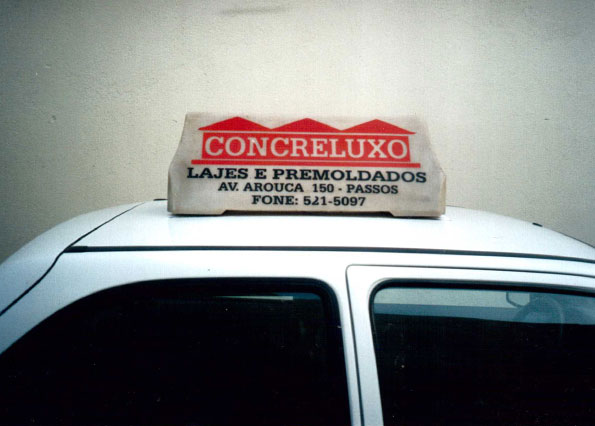 CONCRELUXO
LAJES E PREMOLDADOS
AV. AROUCA 150 - PASSOS
FONE: 521-5097